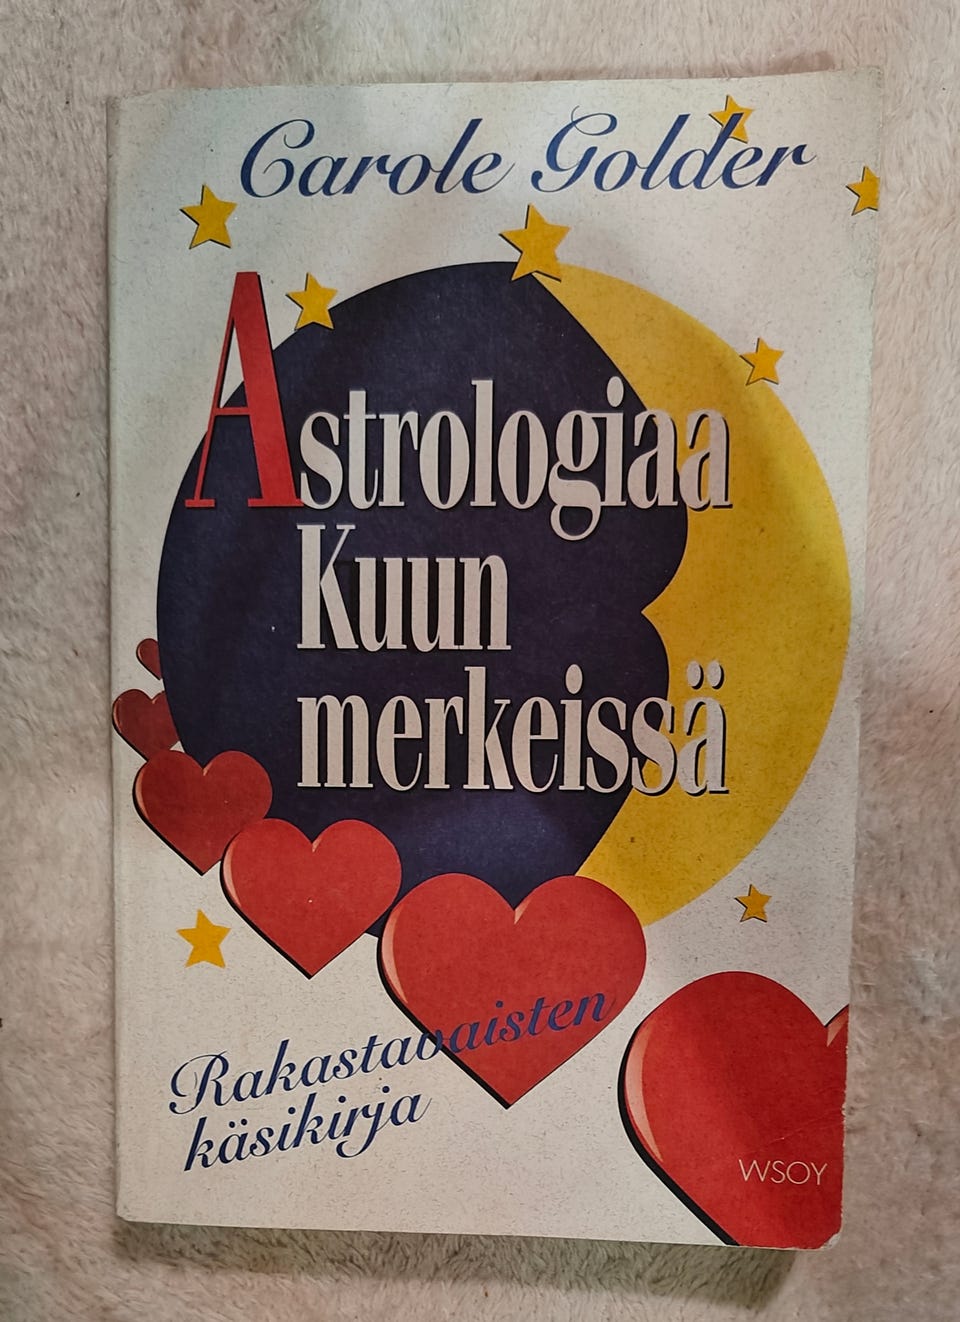 Carole Golder
Astrologiaa
Kuun
merkeissä
Rakastavaisten
käsikirja
WSOY